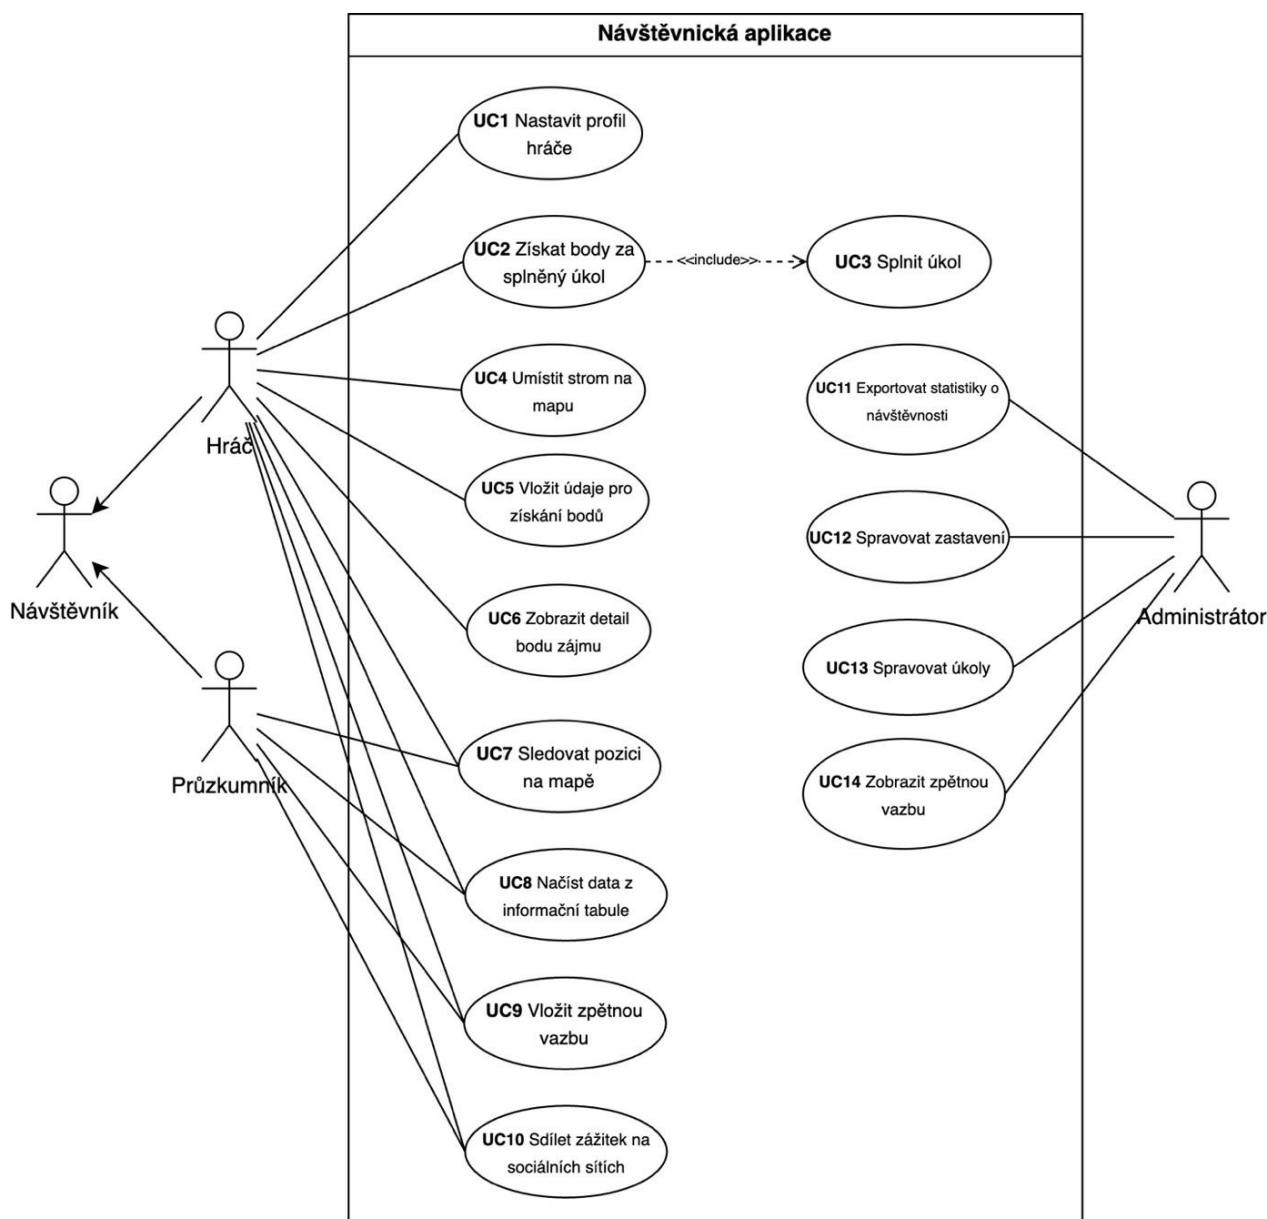 Návštěvnická aplikace
UC1 Nastavit profil
hráče
UC2 Získat body za
splněný úkol
<<include>>
UC3 Splnit úkol
UC4 Umístit strom na
mapu
UC11 Exportovat statistiky o
návštěvnosti
Hráč
UC5 Vložit údaje pro
získání bodů
UC12 Spravovat zastavení
Návštěvník
Administrátor
UC6 Zobrazit detail
bodu zájmu
UC13 Spravovat úkoly
Průzkumník
UC7 Sledovat pozici
na mapě
UC14 Zobrazit zpětnou
vazbu
UC8 Načíst data z
informační tabule
UC9 Vložit zpětnou
vazbu
UC10 Sdílet zážitek na
sociálních sítích